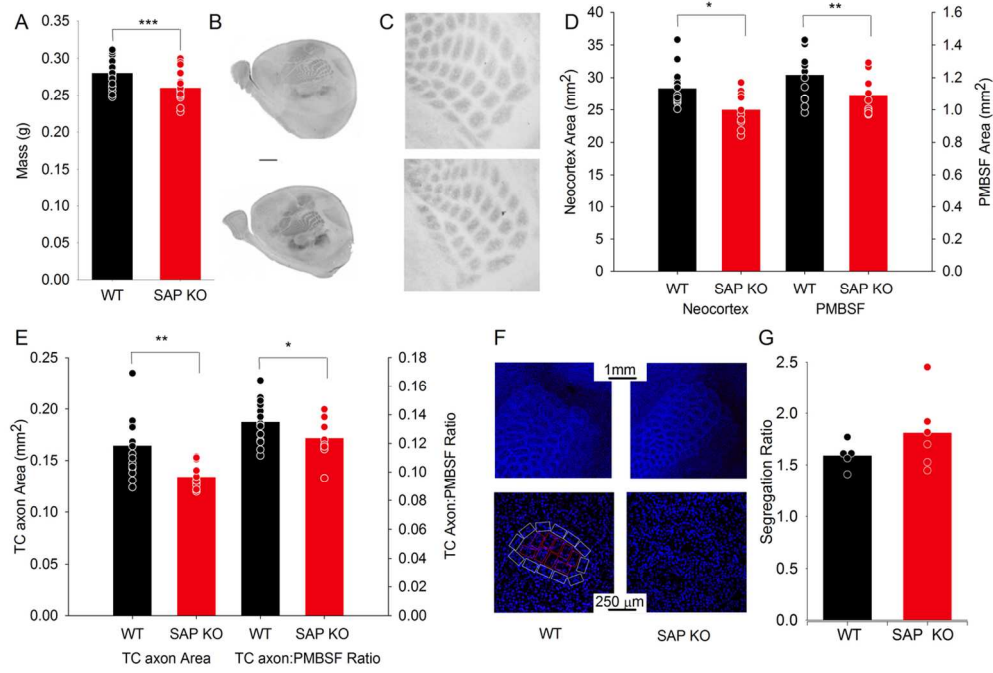 A
B
C
D
Mass (g)
0.35
0.30
0.25
0.20
0.15
0.10
0.05
0.00
***
WT
SAP KO
Neocortex Area (mm2)
40
35
30
25
20
15
10
5
0
*
**
1.6
1.4
1.2
1.0
0.8
0.6
0.4
0.2
0.0
PMBSF Area (mm2)
WT SAP KO WT SAP KO
Neocortex PMBSF
E
F
G
TC axon Area (mm2)
0.25
0.20
0.15
0.10
0.05
0.00
**
*
0.18
0.16
0.14
0.12
0.10
0.08
0.06
0.04
0.02
0.00
TC Axon:PMBSF Ratio
WT SAP KO WT SAP KO
TC axon Area TC axon:PMBSF Ratio
1mm
250 µm
WT SAP KO
Segregation Ratio
2.5
2.0
1.5
1.0
0.5
0.0
WT SAP KO